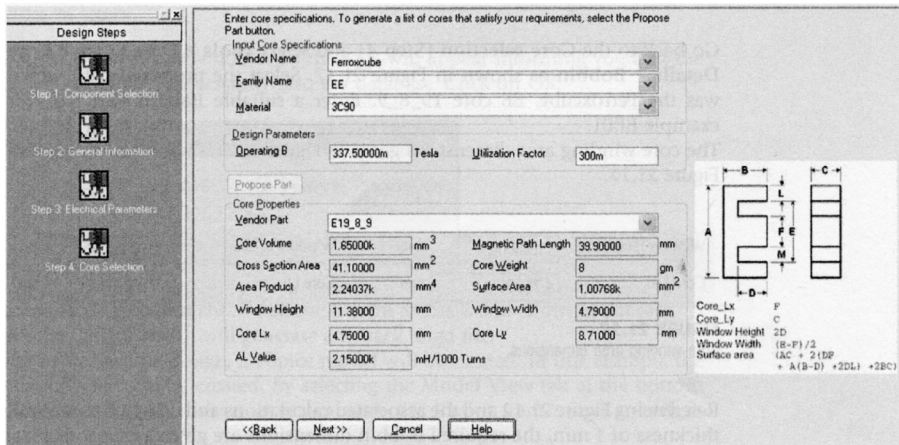 Enter core specifications. To generate a list of cores that satisfy your requirements, select the Propose
Part button.
Design Steps
Step 1: Component Selection
Step 2: General Information
Step 3: Electrical Parameters
Step 4: Core Selection
Input Core Specifications
Vendor Name Ferroxcube
Family Name EE
Material 3C90
Design Parameters
Operating B 337.50000m Tesla Utilization Factor 300m
Propose Part
Core Properties
Vendor Part E19_8_9
Core Volume 1.65000k mm3 Magnetic Path Length 39.90000 mm
Cross Section Area 41.10000 mm2 Core Weight 8 gm
Area Product 2.24037k mm4 Surface Area 1.00768k mm2
Window Height 11.38000 mm Window Width 4.79000 mm
Core Lx 4.75000 mm Core Ly 8.71000 mm
AL Value 2.15000k mH/1000 Turns
<<Back Next>> Cancel Help
B C
L
A F E
M
D
Core_Lx F
Core_Ly C
Window Height 2D
Window Width (E-F)/2
Surface area (AC + 2(DF
+ A(B-D) +2DL) +2BC)